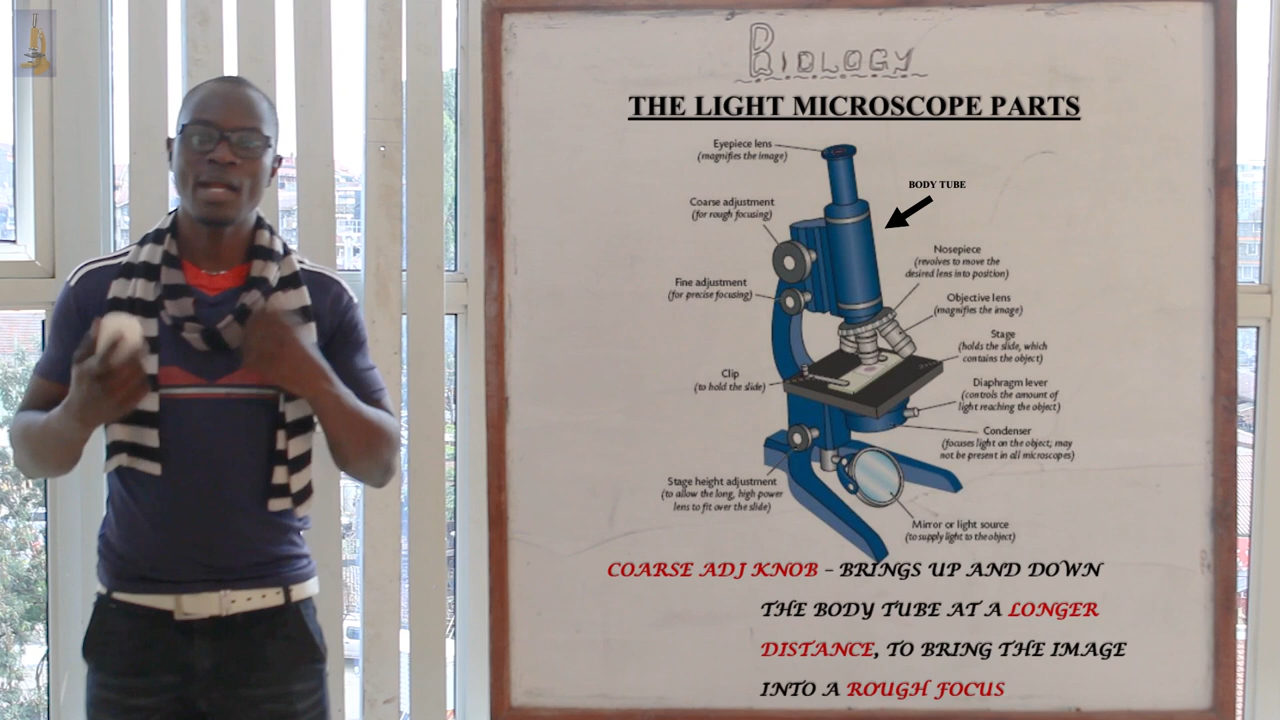 BIOLOGY
THE LIGHT MICROSCOPE PARTS
Eyepiece lens
(magnifies the image)
BODY TUBE
Coarse adjustment
(for rough focusing)
Nosepiece
(revolves to move the
desired lens into position)
Fine adjustment
(for precise focusing)
Objective lens
(magnifies the image)
Stage
(holds the slide, which
contains the object)
Clip
(to hold the slide)
Diaphragm lever
(controls the amount of
light reaching the object)
Condenser
(focuses light on the object; may
not be present in all microscopes)
Stage height adjustment
(to allow the long, high power
lens to fit over the slide)
Mirror or light source
(to supply light to the object)
COARSE ADJ KNOB – BRINGS UP AND DOWN
THE BODY TUBE AT A LONGER
DISTANCE, TO BRING THE IMAGE
INTO A ROUGH FOCUS